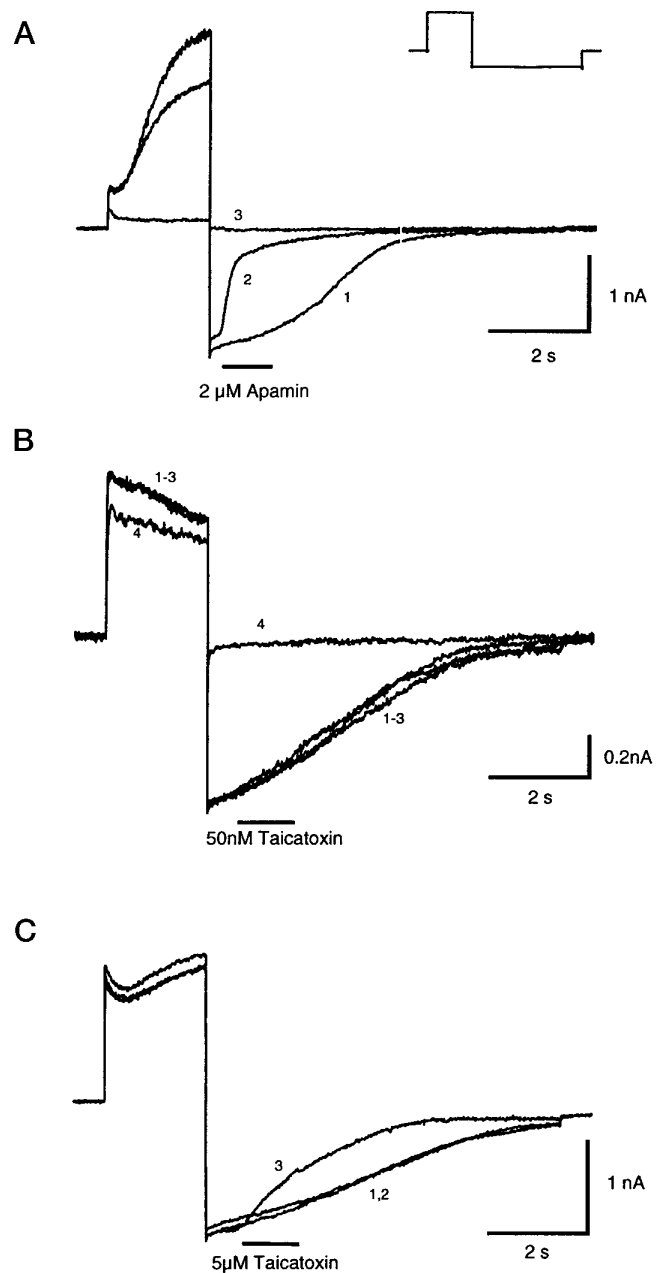 A
3
2
1
1 nA
2 s
2 μM Apamin
B
1-3
4
4
1-3
0.2nA
2 s
50nM Taicatoxin
C
3
1,2
1 nA
2 s
5μM Taicatoxin